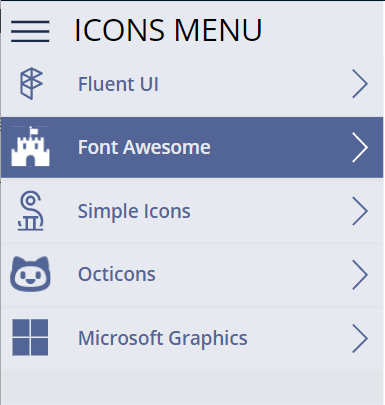 ICONS MENU
Fluent UI
Font Awesome
Simple Icons
Octicons
Microsoft Graphics